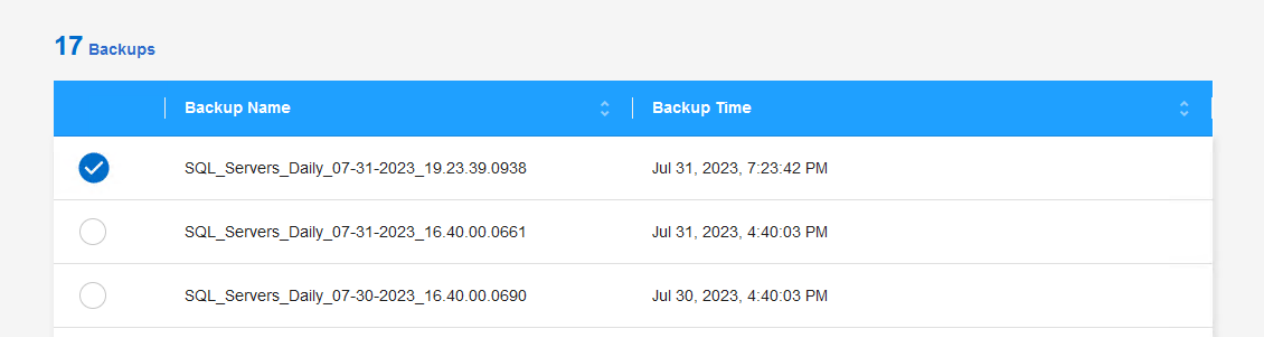 17 Backups
Backup Name Backup Time
SQL_Servers_Daily_07-31-2023_19.23.39.0938 Jul 31, 2023, 7:23:42 PM
SQL_Servers_Daily_07-31-2023_16.40.00.0661 Jul 31, 2023, 4:40:03 PM
SQL_Servers_Daily_07-30-2023_16.40.00.0690 Jul 30, 2023, 4:40:03 PM